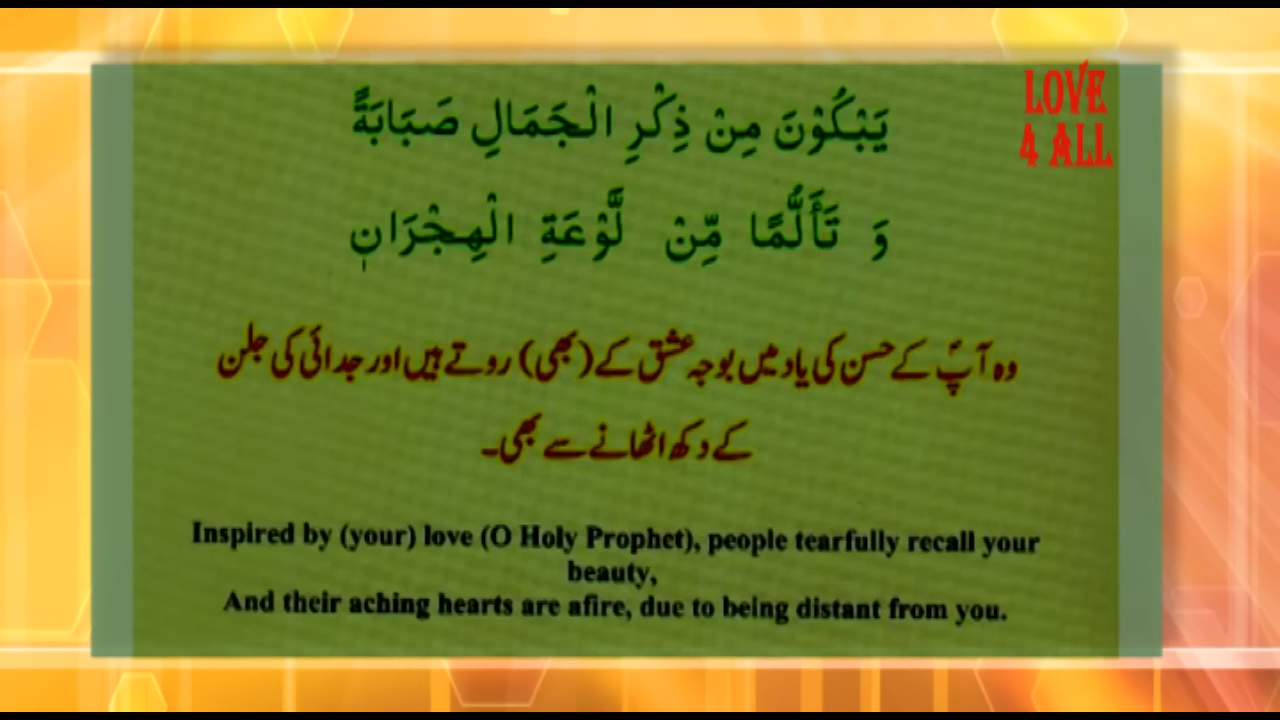 LOVE
4 ALL
يَبْكُوْنَ مِنْ ذِكْرِ الْجَمَالِ صَبَابَةً
وَ تَأَلُّمًا مِّنْ لَّوْعَةِ الْهِجْرَانٖ
وہ آپؐ کے حسن کی یاد میں بوجہ عشق کے (بھی) روتے ہیں اور جدائی کی جلن
کے دکھ اٹھانے سے بھی۔
Inspired by (your) love (O Holy Prophet), people tearfully recall your
beauty,
And their aching hearts are afire, due to being distant from you.